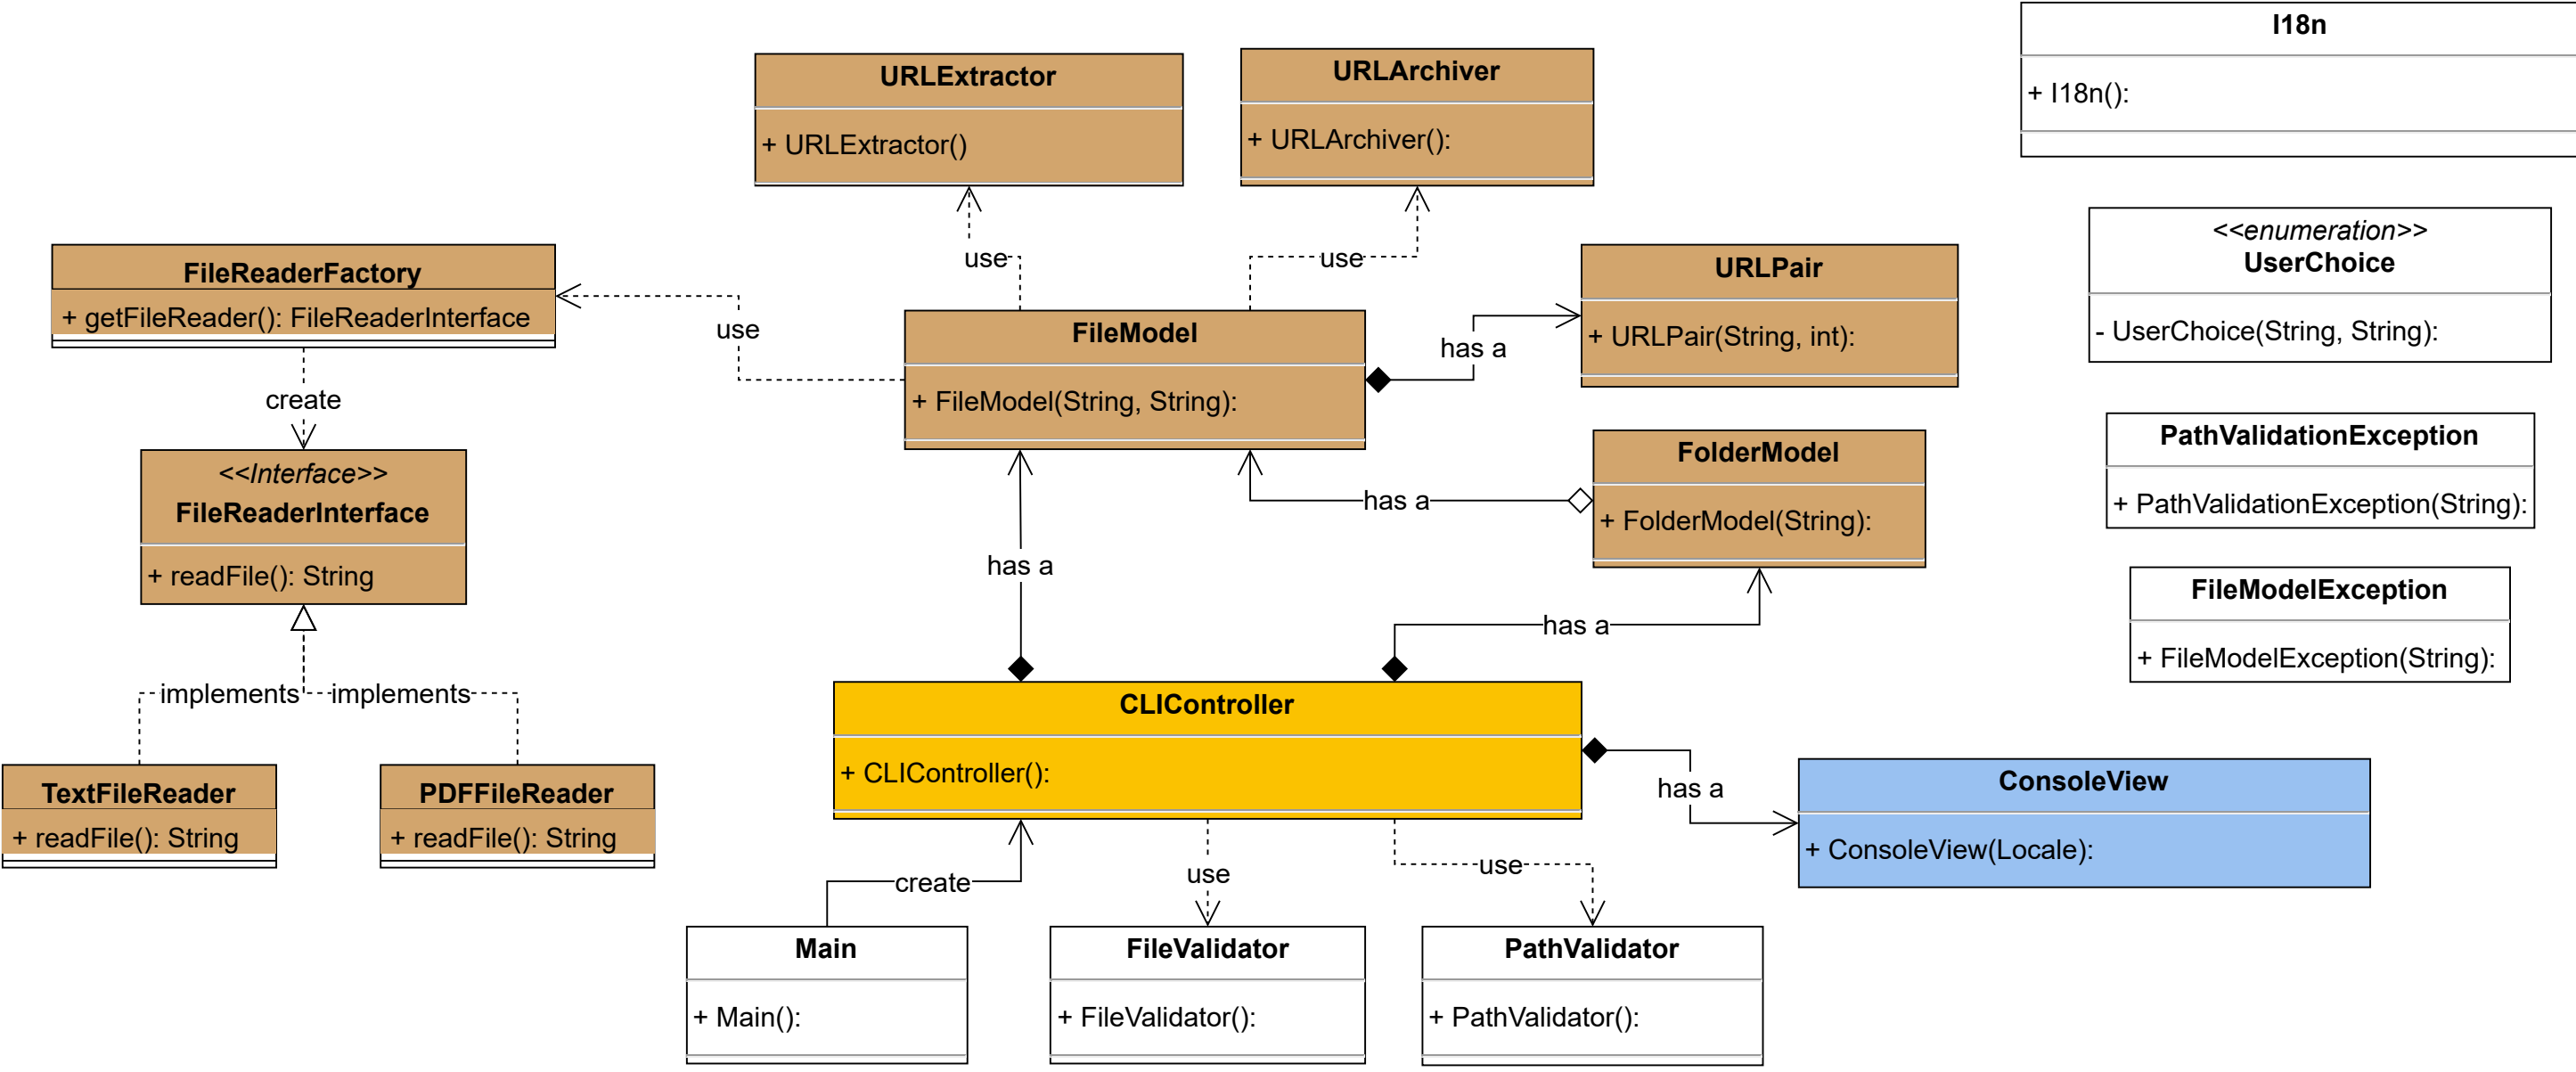 I18n
+ I18n():
URLExtractor
+ URLExtractor()
URLArchiver
+ URLArchiver():
<<enumeration>>
UserChoice
- UserChoice(String, String):
use
use
FileReaderFactory
+ getFileReader(): FileReaderInterface
use
FileModel
+ FileModel(String, String):
has a
URLPair
+ URLPair(String, int):
create
PathValidationException
+ PathValidationException(String):
<<Interface>>
FileReaderInterface
+ readFile(): String
has a
FolderModel
+ FolderModel(String):
has a
has a
FileModelException
+ FileModelException(String):
implements
implements
CLIController
+ CLIController():
has a
TextFileReader
+ readFile(): String
PDFFileReader
+ readFile(): String
ConsoleView
+ ConsoleView(Locale):
create
use
use
Main
+ Main():
FileValidator
+ FileValidator():
PathValidator
+ PathValidator():